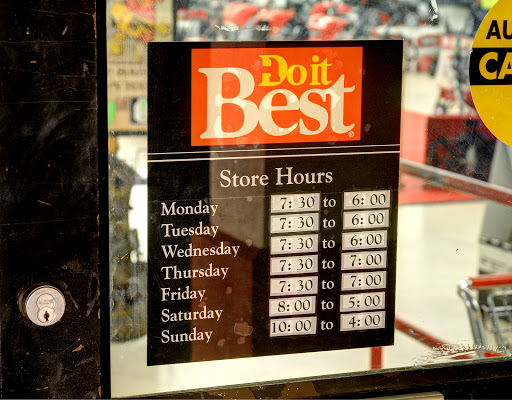 Do it
Best®
Store Hours
Monday 7:30 to 6:00
Tuesday 7:30 to 6:00
Wednesday 7:30 to 6:00
Thursday 7:30 to 7:00
Friday 7:30 to 7:00
Saturday 8:00 to 5:00
Sunday 10:00 to 4:00
AU
CA